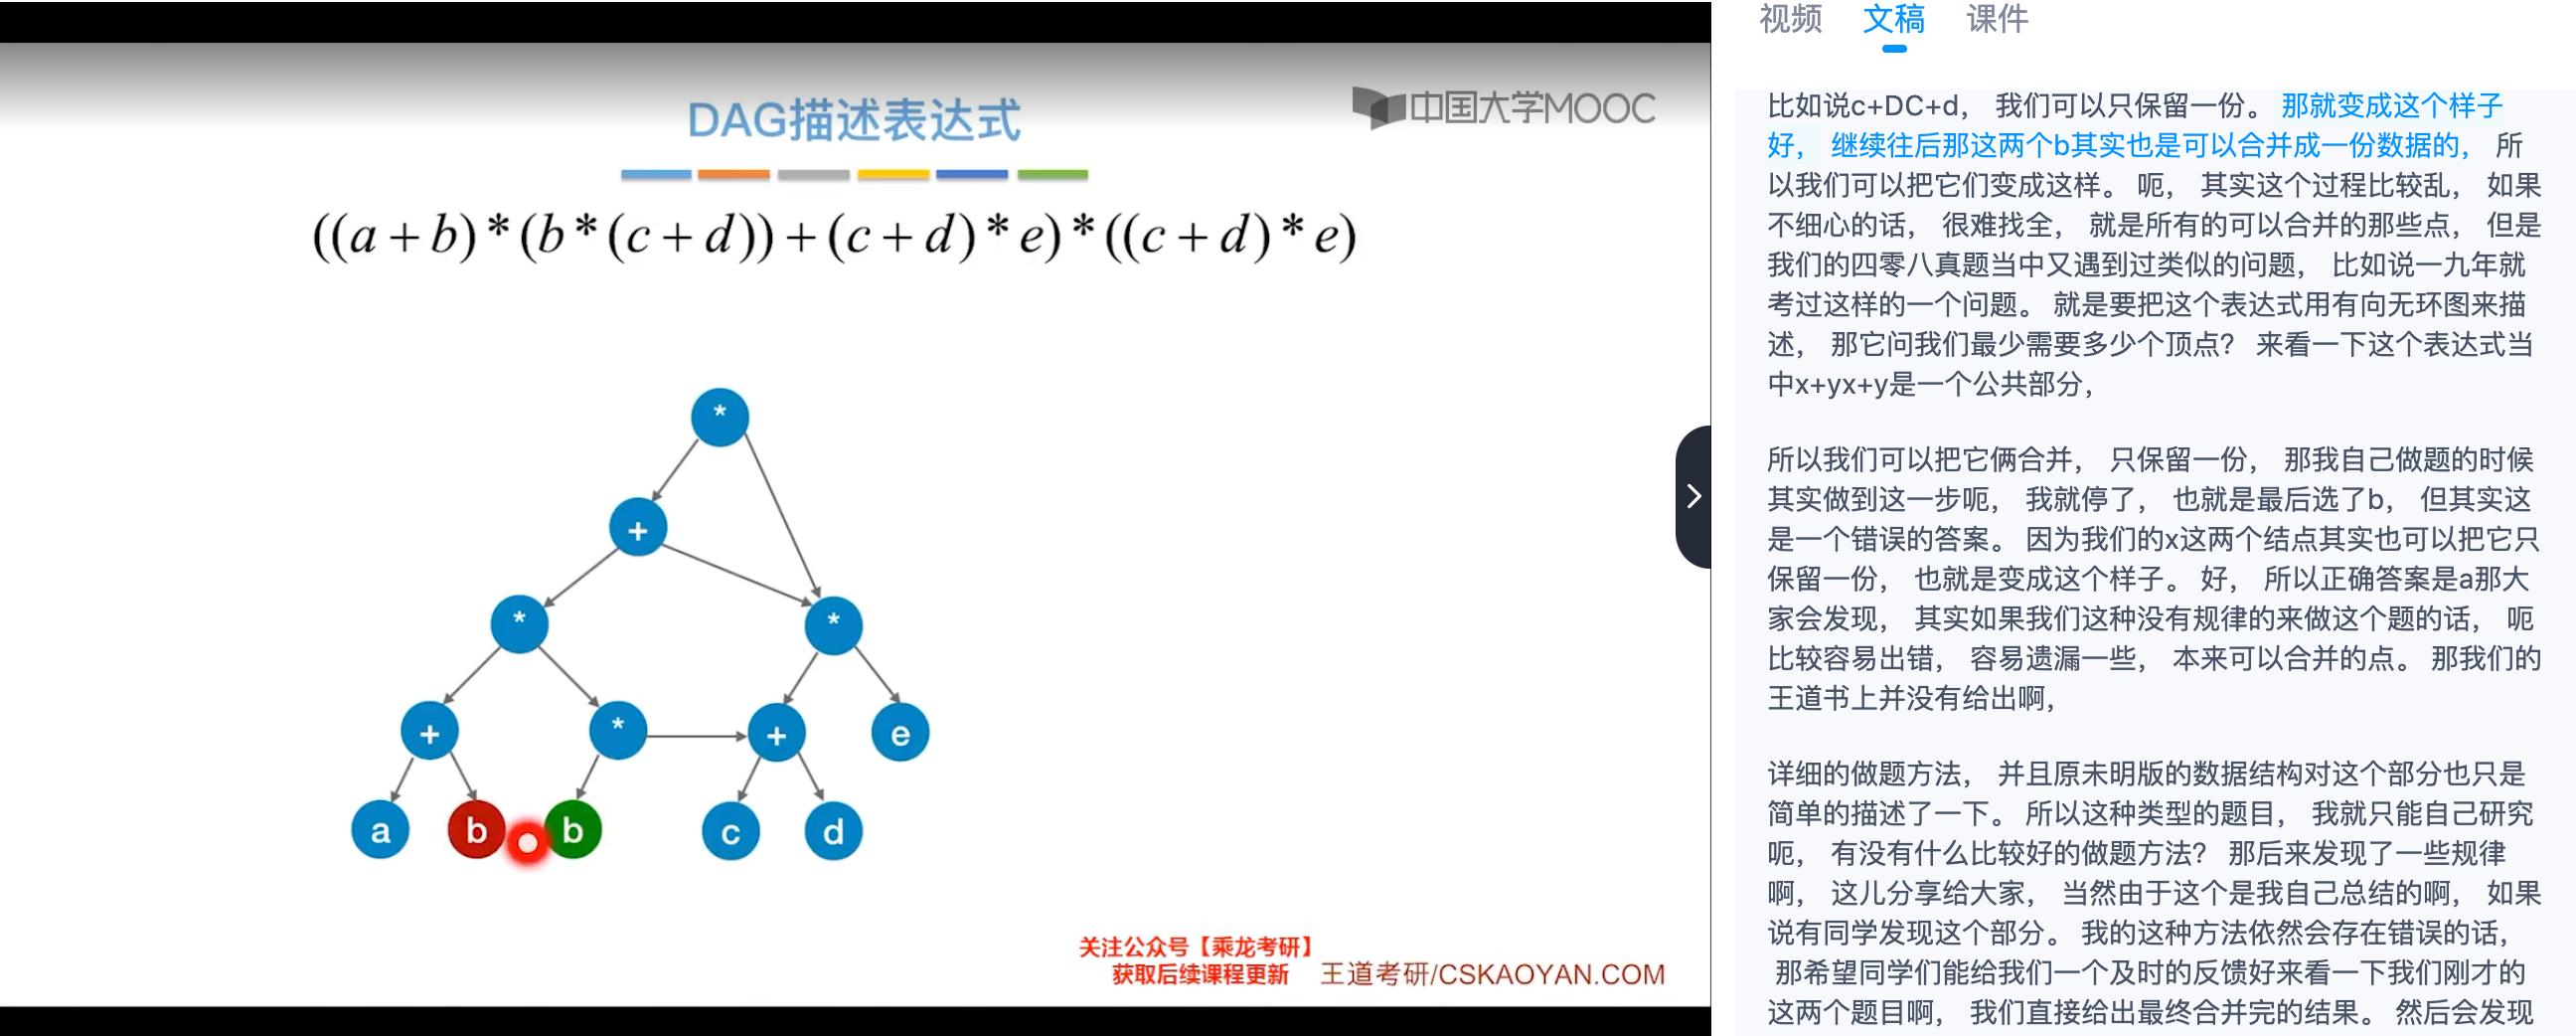 DAG描述表达式
中国大学MOOC
((a+b)*(b*(c+d))+(c+d)*e)*((c+d)*e)
*
+
* *
+ * + e
a b b c d
关注公众号【乘龙考研】
获取后续课程更新
王道考研/CSKAOYAN.COM
视频 文稿 课件
比如说c+DC+d， 我们可以只保留一份。 那就变成这个样子
好， 继续往后那这两个b其实也是可以合并成一份数据的， 所
以我们可以把它们变成这样。 呃， 其实这个过程比较乱， 如果
不细心的话， 很难找全， 就是所有的可以合并的那些点， 但是
我们的四零八真题当中又遇到过类似的问题， 比如说一九年就
考过这样的一个问题。 就是要把这个表达式用有向无环图来描
述， 那它问我们最少需要多少个顶点? 来看一下这个表达式当
中x+yx+y是一个公共部分，
所以我们可以把它俩合并， 只保留一份， 那我自己做题的时候
其实做到这一步呃， 我就停了， 也就是最后选了b， 但其实这
是一个错误的答案。 因为我们的x这两个结点其实也可以把它只
保留一份， 也就是变成这个样子。 好， 所以正确答案是a那大
家会发现， 其实如果我们这种没有规律的来做这个题的话， 呃
比较容易出错， 容易遗漏一些， 本来可以合并的点。 那我们的
王道书上并没有给出啊，
详细的做题方法， 并且原未明版的数据结构对这个部分也只是
简单的描述了一下。 所以这种类型的题目， 我就只能自己研究
呃， 有没有什么比较好的做题方法? 那后来发现了一些规律
啊， 这儿分享给大家， 当然由于这个是我自己总结的啊， 如果
说有同学发现这个部分。 我的这种方法依然会存在错误的话，
那希望同学们能给我们一个及时的反馈好来看一下我们刚才的
这两个题目啊， 我们直接给出最终合并完的结果。 然后会发现